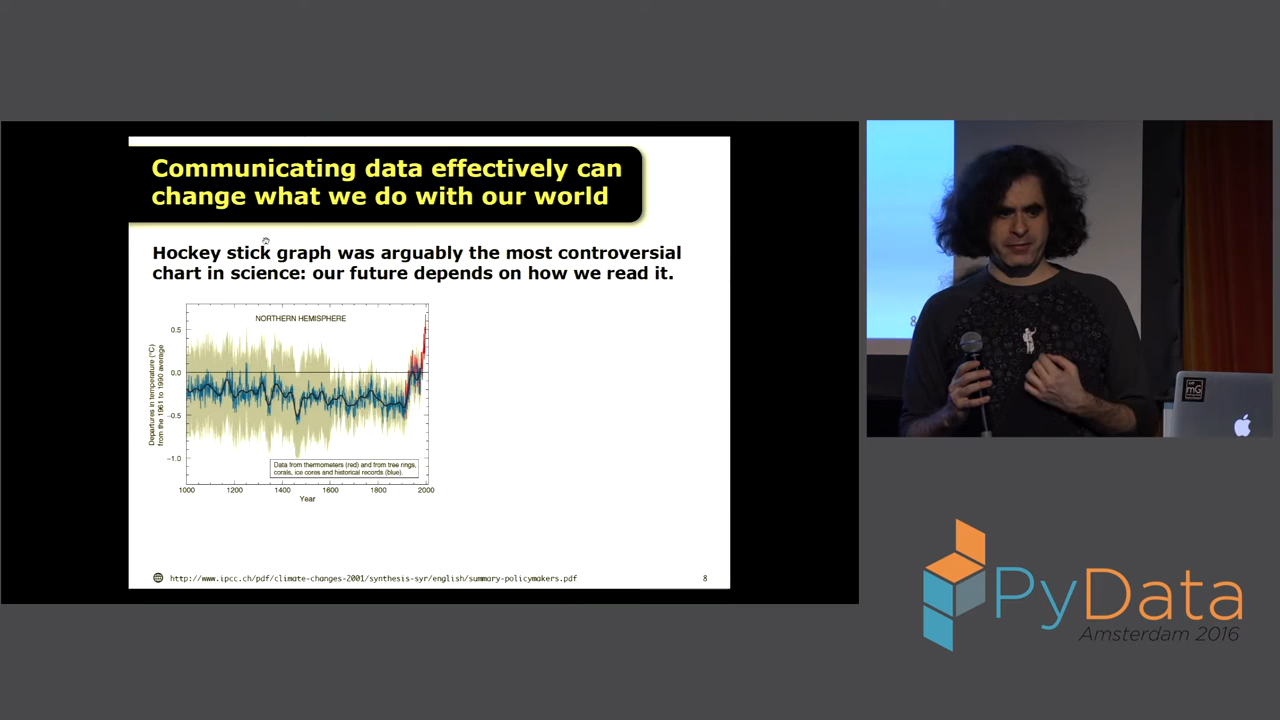 Communicating data effectively can
change what we do with our world
Hockey stick graph was arguably the most controversial
chart in science: our future depends on how we read it.
NORTHERN HEMISPHERE
Departures in temperature (°C)
from the 1961 to 1990 average
0.5
0.0
−0.5
−1.0
Data from thermometers (red) and from tree rings,
corals, ice cores and historical records (blue).
1000 1200 1400 1600 1800 2000
Year
http://www.ipcc.ch/pdf/climate-changes-2001/synthesis-syr/english/summary-policymakers.pdf
8
8
mG
PyData
Amsterdam 2016